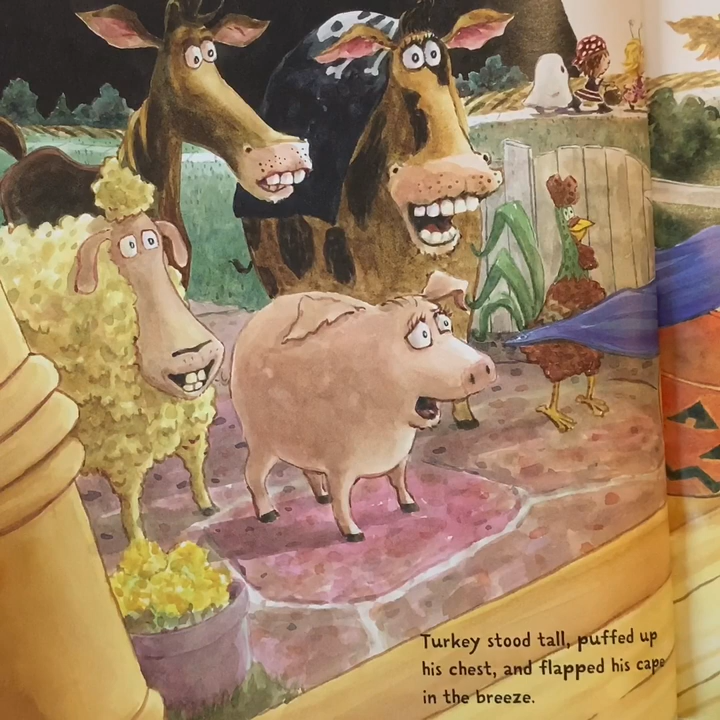 Turkey stood tall, puffed up
his chest, and flapped his cape
in the breeze.